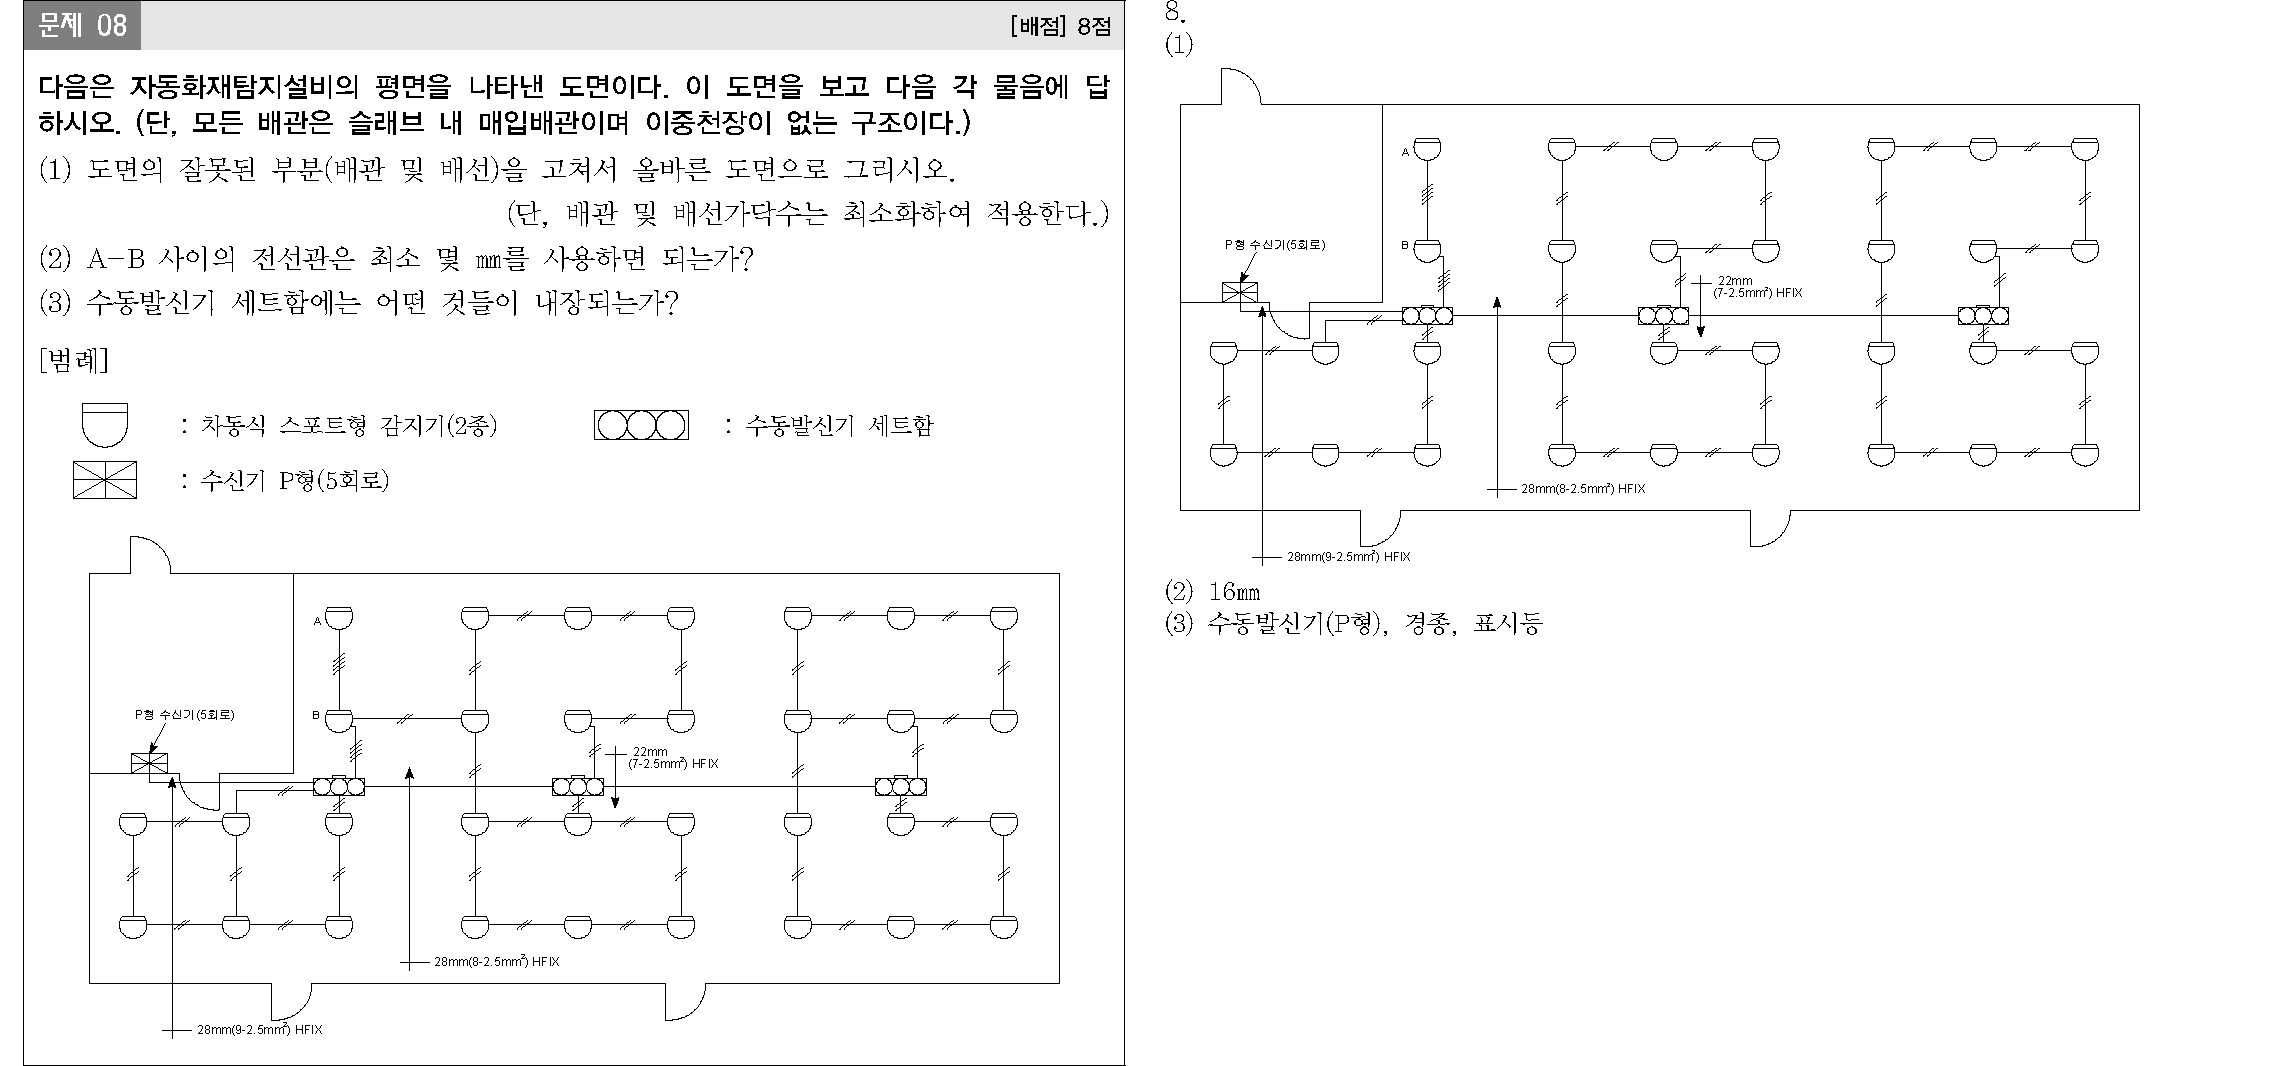 문제 08
[배점] 8점
다음은 자동화재탐지설비의 평면을 나타낸 도면이다. 이 도면을 보고 다음 각 물음에 답
하시오. (단, 모든 배관은 슬래브 내 매입배관이며 이중천장이 없는 구조이다.)
(1) 도면의 잘못된 부분(배관 및 배선)을 고쳐서 올바른 도면으로 그리시오.
(단, 배관 및 배선가닥수는 최소화하여 적용한다.)
(2) A-B 사이의 전선관은 최소 몇 ㎜를 사용하면 되는가?
(3) 수동발신기 세트함에는 어떤 것들이 내장되는가?
[범례]
: 차동식 스포트형 감지기(2종)
: 수동발신기 세트함
: 수신기 P형(5회로)
A
B
P형 수신기(5회로)
22mm
(7-2.5mm²) HFIX
28mm(8-2.5mm²) HFIX
28mm(9-2.5mm²) HFIX
8.
(1)
A
B
P형 수신기(5회로)
22mm
(7-2.5mm²) HFIX
28mm(8-2.5mm²) HFIX
28mm(9-2.5mm²) HFIX
(2) 16㎜
(3) 수동발신기(P형), 경종, 표시등